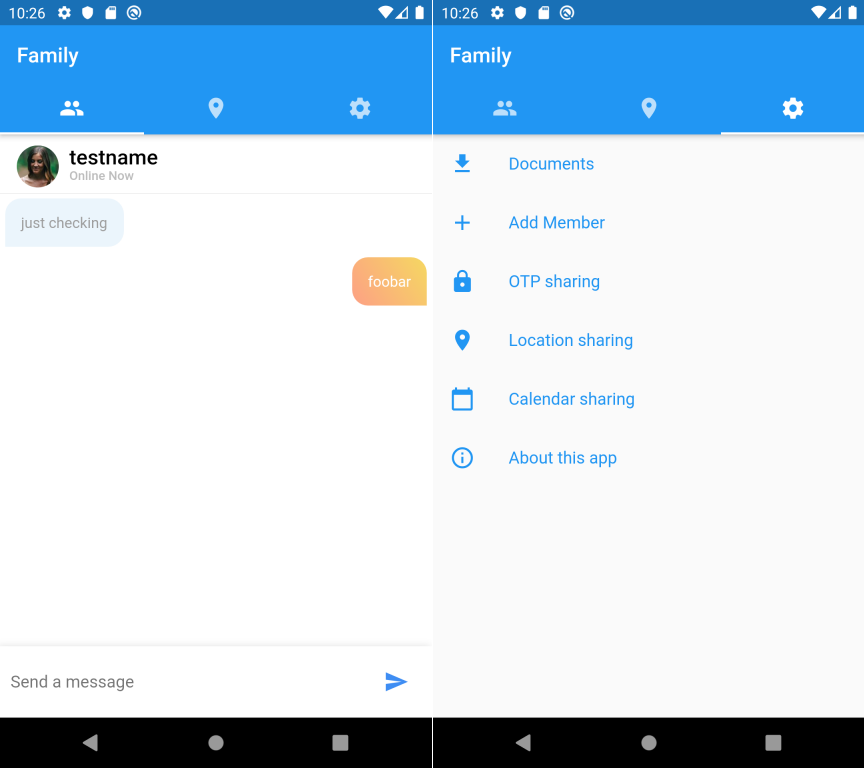 10:26
Family
testname
Online Now
just checking
foobar
Send a message
10:26
Family
Documents
Add Member
OTP sharing
Location sharing
Calendar sharing
About this app